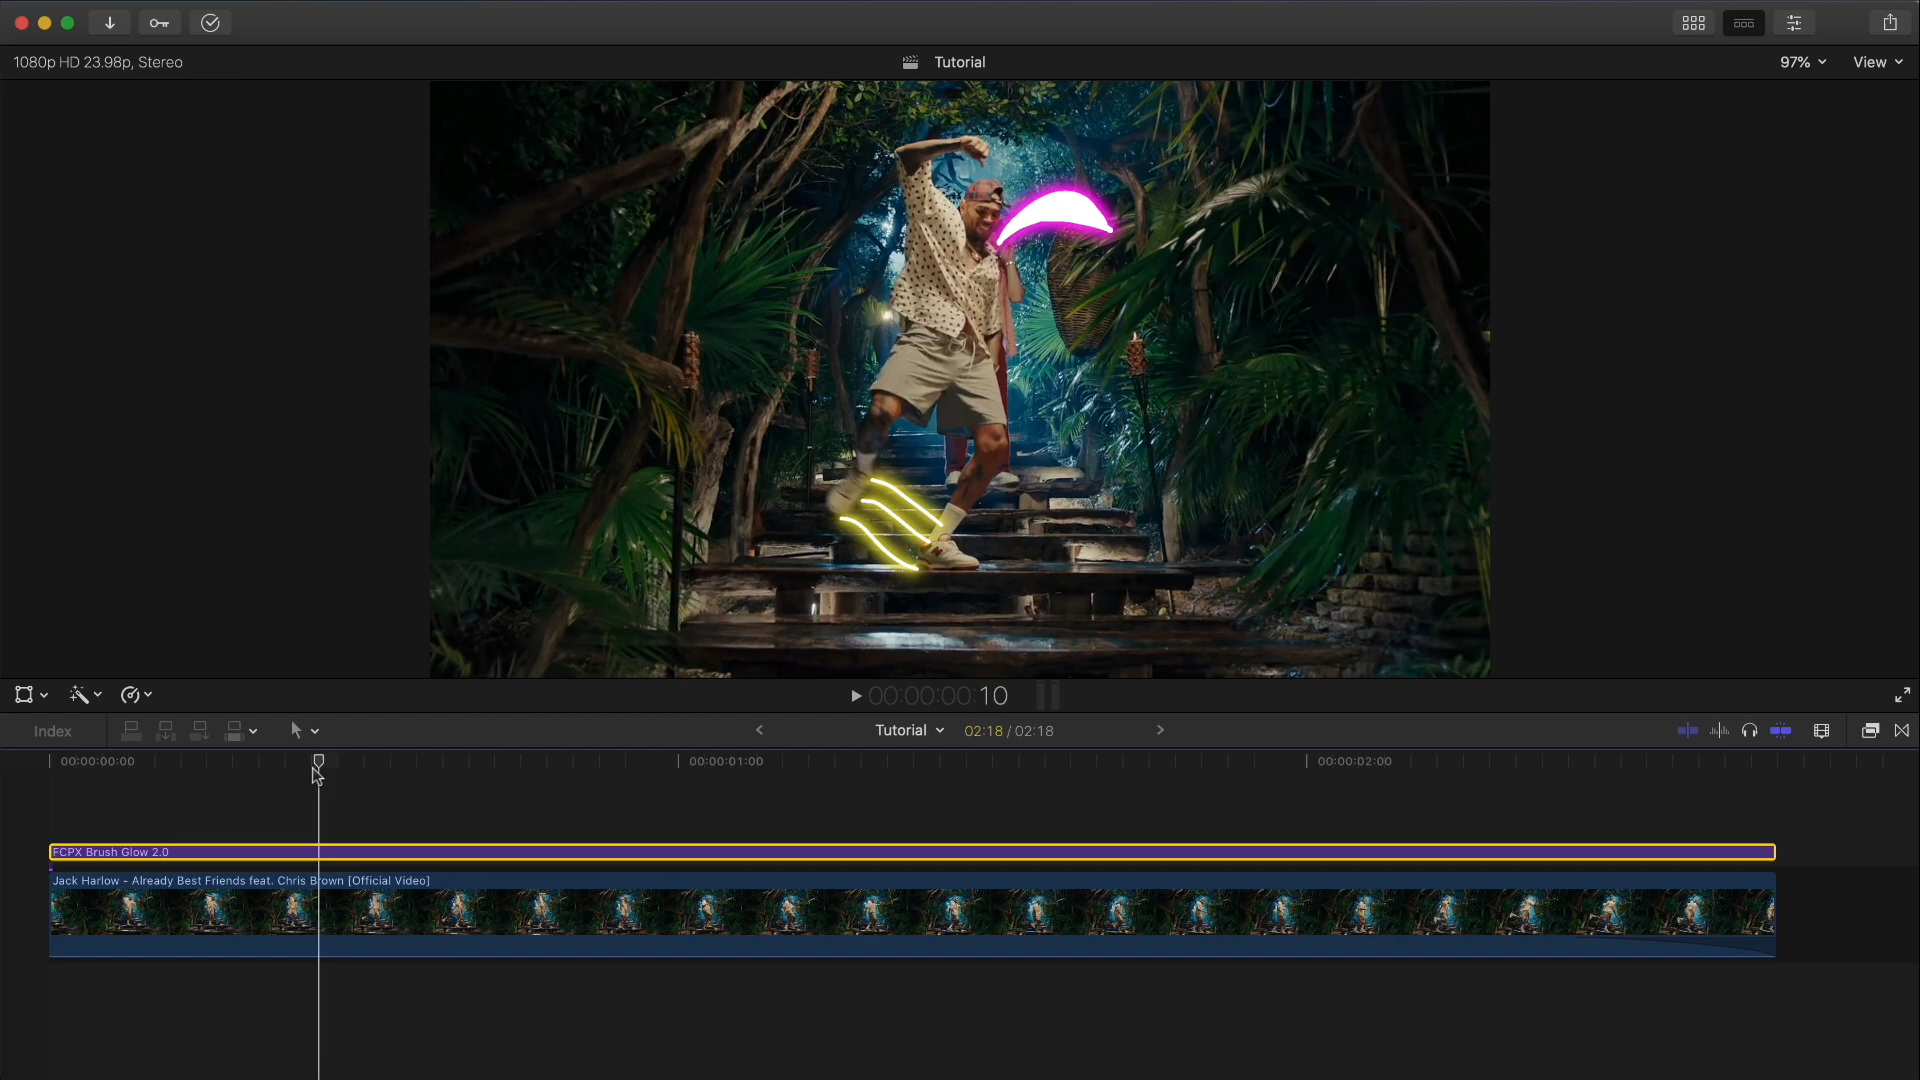 1080p HD 23.98p, Stereo
Tutorial
97%
View
00:00:00:10
Index
Tutorial
02:18 / 02:18
00:00:00:00
00:00:01:00
00:00:02:00
FCPX Brush Glow 2.0
Jack Harlow - Already Best Friends feat. Chris Brown [Official Video]